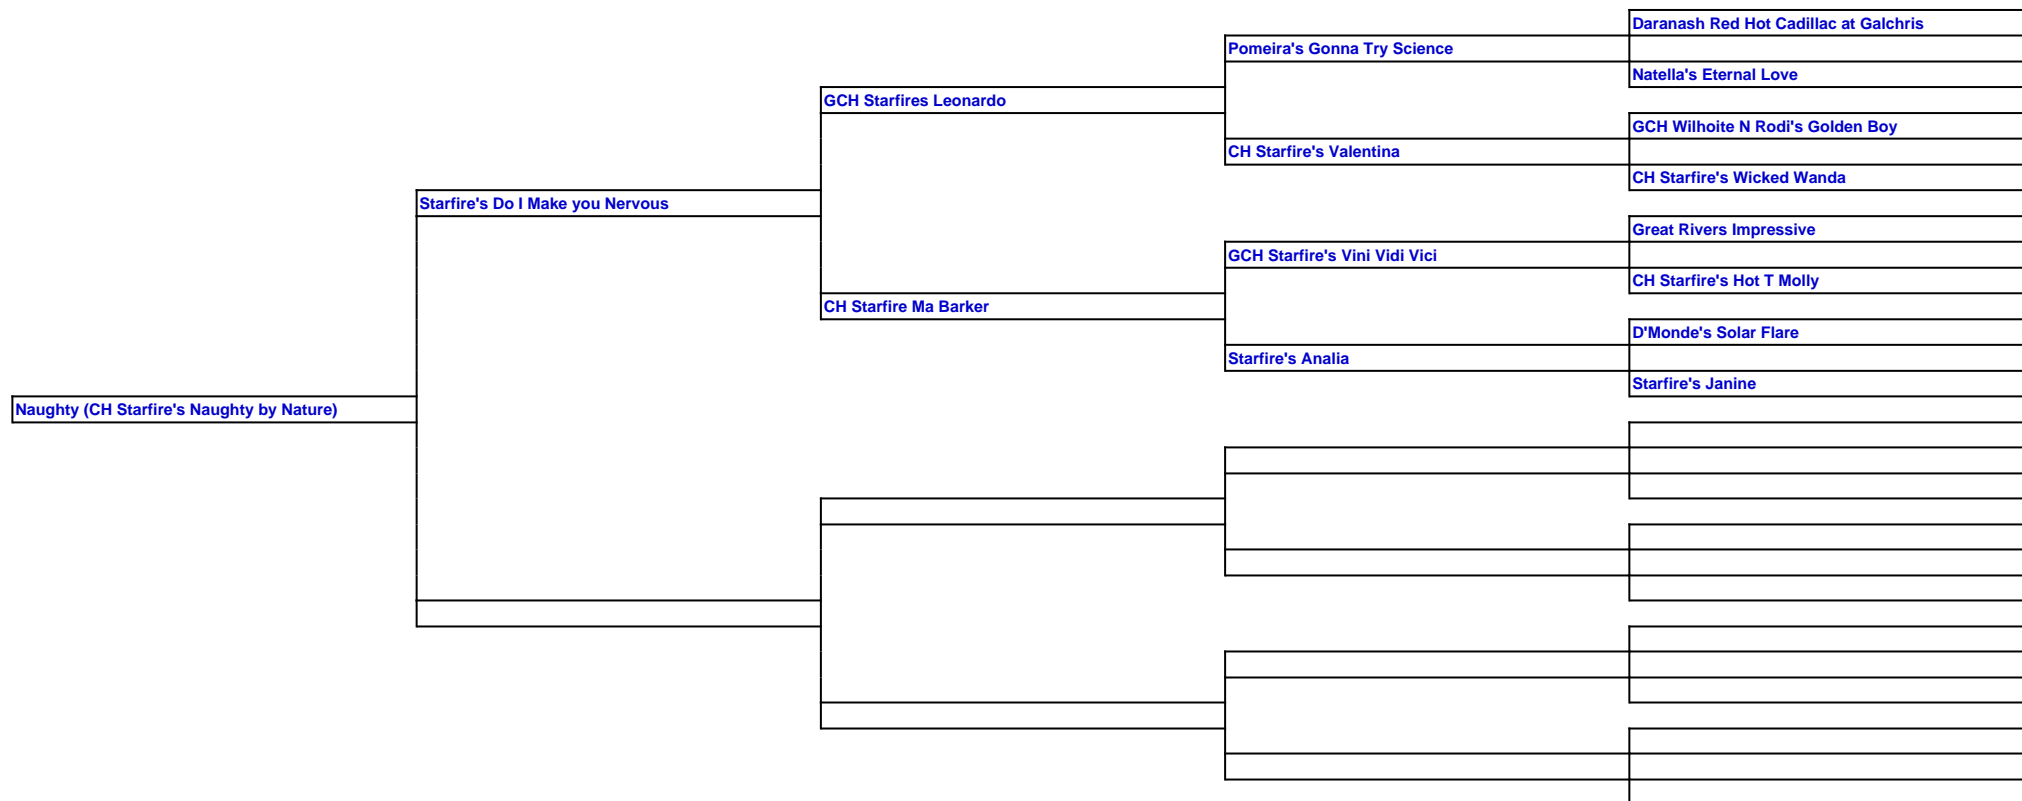 Daranash Red Hot Cadillac at Galchris
Pomeira's Gonna Try Science
Natella's Eternal Love
GCH Starfires Leonardo
GCH Wilhoite N Rodi's Golden Boy
CH Starfire's Valentina
CH Starfire's Wicked Wanda
Starfire's Do I Make you Nervous
Great Rivers Impressive
GCH Starfire's Vini Vidi Vici
CH Starfire's Hot T Molly
CH Starfire Ma Barker
D'Monde's Solar Flare
Starfire's Analia
Starfire's Janine
Naughty (CH Starfire's Naughty by Nature)